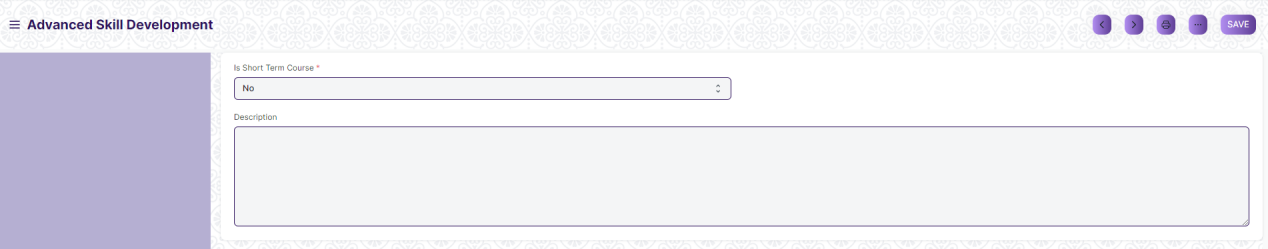 Advanced Skill Development
SAVE
Is Short Term Course *
No
Description